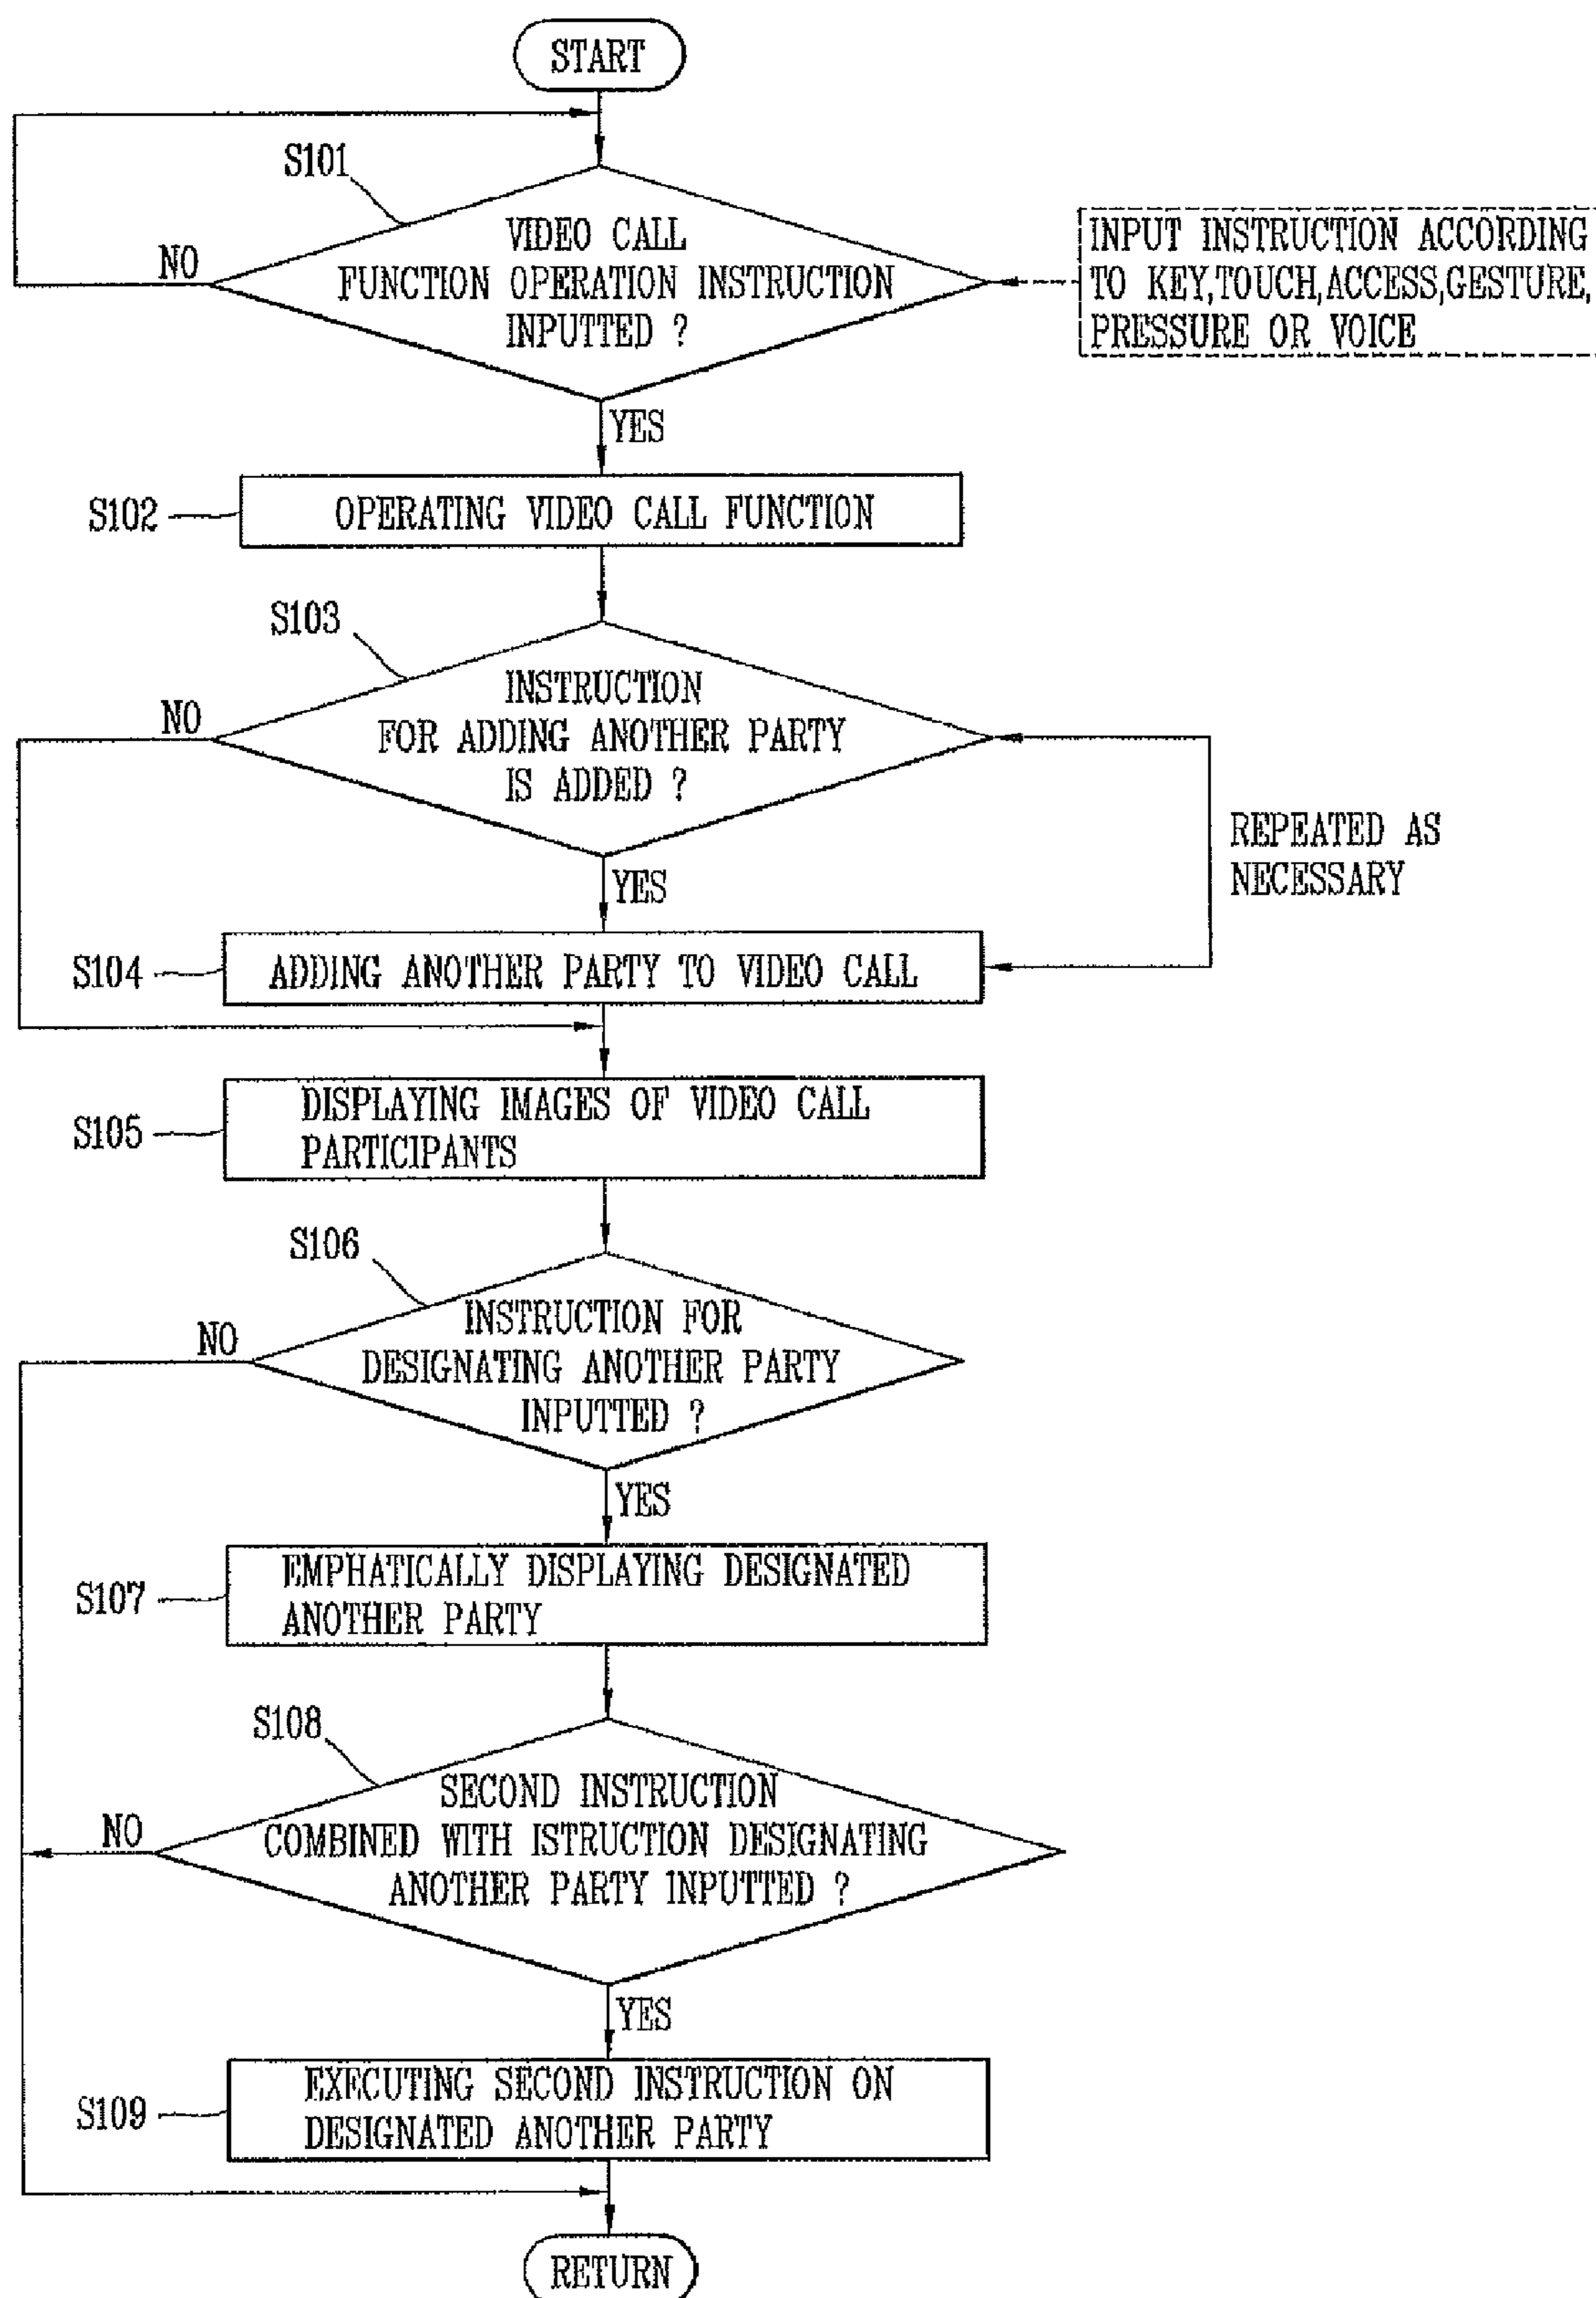 START
S101
VIDEO CALL
FUNCTION OPERATION INSTRUCTION
INPUTTED ?
NO
INPUT INSTRUCTION ACCORDING
TO KEY,TOUCH,ACCESS,GESTURE,
PRESSURE OR VOICE
YES
S102
OPERATING VIDEO CALL FUNCTION
S103
INSTRUCTION
FOR ADDING ANOTHER PARTY
IS ADDED ?
NO
REPEATED AS
NECESSARY
YES
S104
ADDING ANOTHER PARTY TO VIDEO CALL
S105
DISPLAYING IMAGES OF VIDEO CALL
PARTICIPANTS
S106
INSTRUCTION FOR
DESIGNATING ANOTHER PARTY
INPUTTED ?
NO
YES
S107
EMPHATICALLY DISPLAYING DESIGNATED
ANOTHER PARTY
S108
SECOND INSTRUCTION
COMBINED WITH ISTRUCTION DESIGNATING
ANOTHER PARTY INPUTTED ?
NO
YES
S109
EXECUTING SECOND INSTRUCTION ON
DESIGNATED ANOTHER PARTY
RETURN